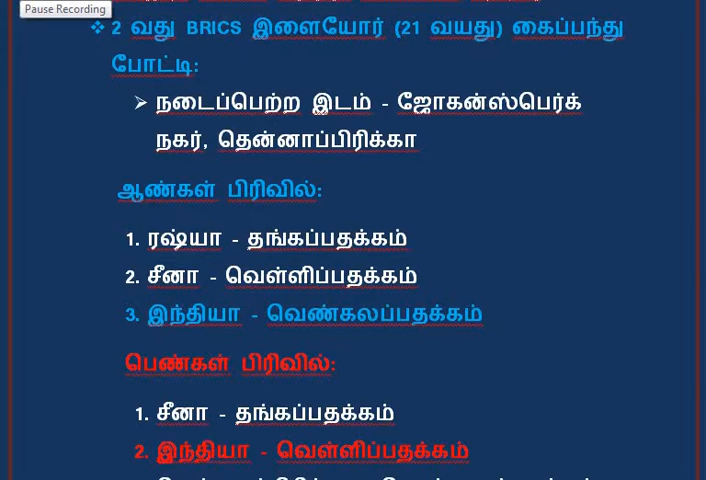 Pause Recording
❖ 2 வது BRICS இளையோர் (21 வயது) கைப்பந்து
போட்டி:
➢ நடைப்பெற்ற இடம் - ஜோகன்ஸ்பெர்க்
நகர், தென்னாப்பிரிக்கா
ஆண்கள் பிரிவில்:
1. ரஷ்யா - தங்கப்பதக்கம்
2. சீனா - வெள்ளிப்பதக்கம்
3. இந்தியா - வெண்கலப்பதக்கம்
பெண்கள் பிரிவில்:
1. சீனா - தங்கப்பதக்கம்
2. இந்தியா - வெள்ளிப்பதக்கம்